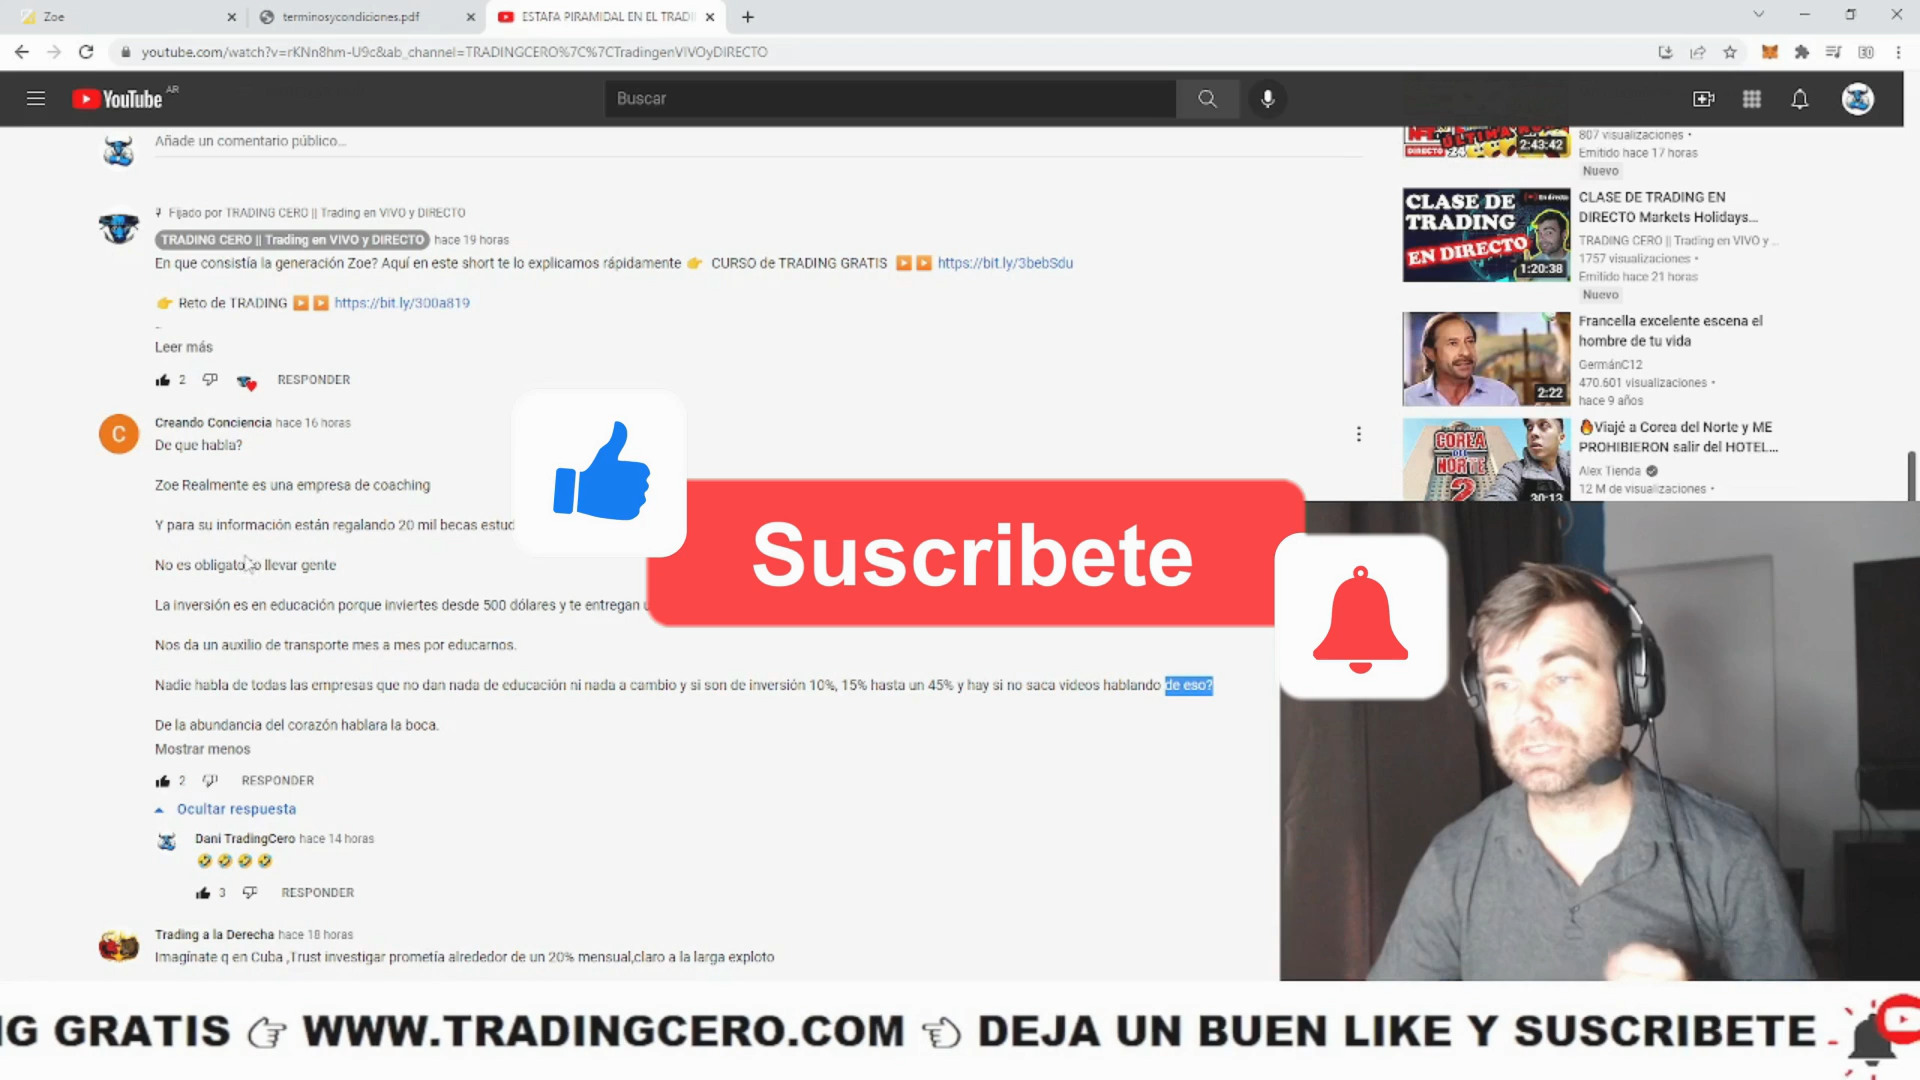 Zoe
terminosycondiciones.pdf
ESTAFA PIRAMIDAL EN EL TRADI
youtube.com/watch?v=rKNn8hm-U9c&ab_channel=TRADINGCERO%7C%7CTradingenVIVOyDIRECTO
YouTube AR
Buscar
Añade un comentario público...
Fijado por TRADING CERO || Trading en VIVO y DIRECTO
TRADING CERO || Trading en VIVO y DIRECTO hace 19 horas
En que consistía la generación Zoe? Aquí en este short te lo explicamos rápidamente 👉 CURSO de TRADING GRATIS ▶️ ▶️ https://bit.ly/3bebSdu
👉 Reto de TRADING ▶️ ▶️ https://bit.ly/300a819
-
Leer más
2 RESPONDER
C
Creando Conciencia hace 16 horas
De que habla?
Zoe Realmente es una empresa de coaching
Y para su información están regalando 20 mil becas estud
No es obligato o llevar gente
La inversión es en educación porque inviertes desde 500 dólares y te entregan u
Nos da un auxilio de transporte mes a mes por educarnos.
Nadie habla de todas las empresas que no dan nada de educación ni nada a cambio y si son de inversión 10%, 15% hasta un 45% y hay si no saca videos hablando de eso?
De la abundancia del corazón hablara la boca.
Mostrar menos
2 RESPONDER
Ocultar respuesta
Dani TradingCero hace 14 horas
🤣 🤣 🤣 🤣
3 RESPONDER
Trading a la Derecha hace 18 horas
Imagínate q en Cuba ,Trust investigar prometía alrededor de un 20% mensual,claro a la larga exploto
DIRECTO
2:43:42
807 visualizaciones •
Emitido hace 17 horas
Nuevo
CLASE DE
TRADING
EN DIRECTO
1:20:38
CLASE DE TRADING EN
DIRECTO Markets Holidays...
TRADING CERO || Trading en VIVO y ...
1757 visualizaciones •
Emitido hace 21 horas
Nuevo
2:22
Francella excelente escena el
hombre de tu vida
GermánC12
470.601 visualizaciones •
hace 9 años
COREA
DEL
NORTE
2
30:13
🔥Viajé a Corea del Norte y ME
PROHIBIERON salir del HOTEL...
Alex Tienda
12 M de visualizaciones •
Suscribete
NG GRATIS 👉 WWW.TRADINGCERO.COM 👈 DEJA UN BUEN LIKE Y SUSCRIBETE -